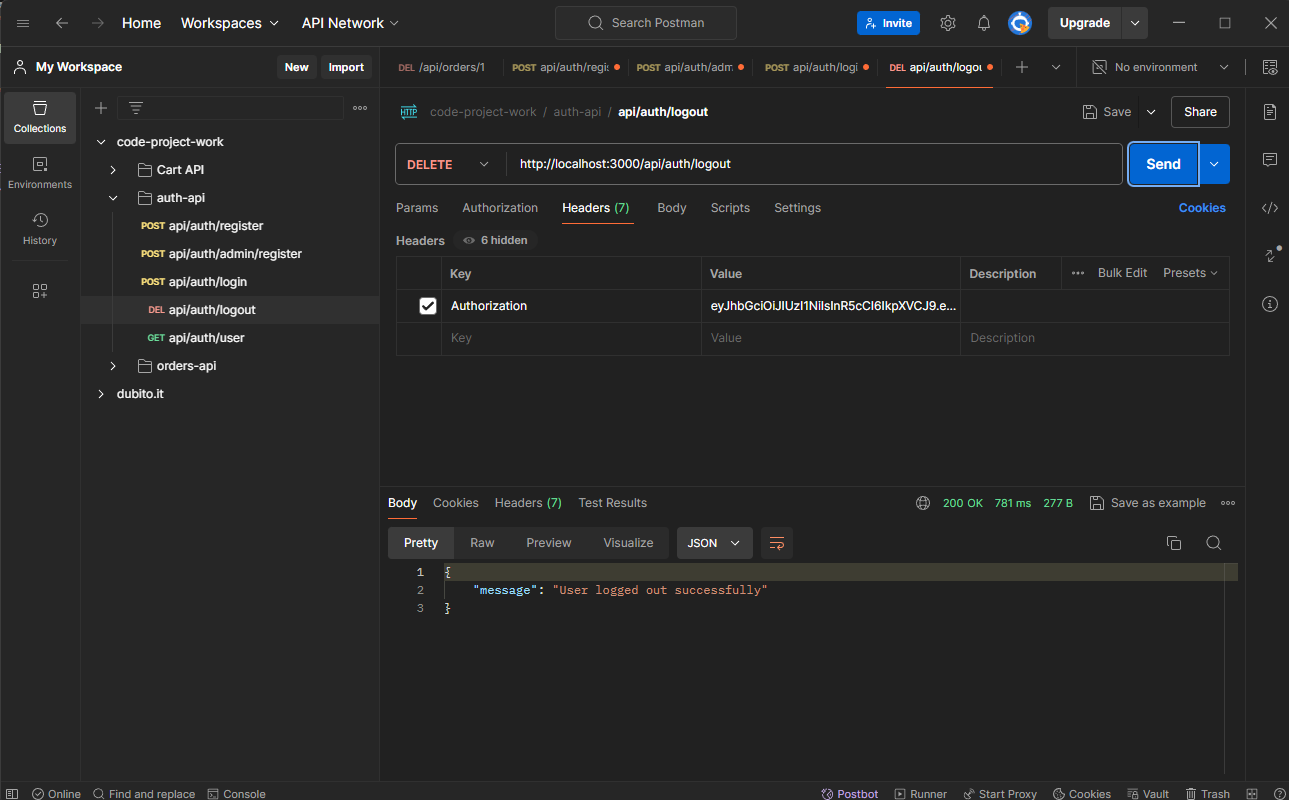 Home Workspaces API Network Search Postman Invite Upgrade
My Workspace New Import
DEL /api/orders/1 POST api/auth/regis POST api/auth/adm POST api/auth/logi DEL api/auth/logou No environment
Collections
Environments
History
code-project-work
Cart API
auth-api
POST api/auth/register
POST api/auth/admin/register
POST api/auth/login
DEL api/auth/logout
GET api/auth/user
orders-api
dubito.it
HTTP code-project-work / auth-api / api/auth/logout Save Share
DELETE http://localhost:3000/api/auth/logout Send
Params Authorization Headers (7) Body Scripts Settings Cookies
Headers 6 hidden
Key Value Description Bulk Edit Presets
Authorization eyJhbGciOiJIUzI1NiIsInR5cCI6IkpXVCJ9.e...
Key Value Description
Body Cookies Headers (7) Test Results 200 OK 781 ms 277 B Save as example
Pretty Raw Preview Visualize JSON
1 {
2 "message": "User logged out successfully"
3 }
Online Find and replace Console Postbot Runner Start Proxy Cookies Vault Trash